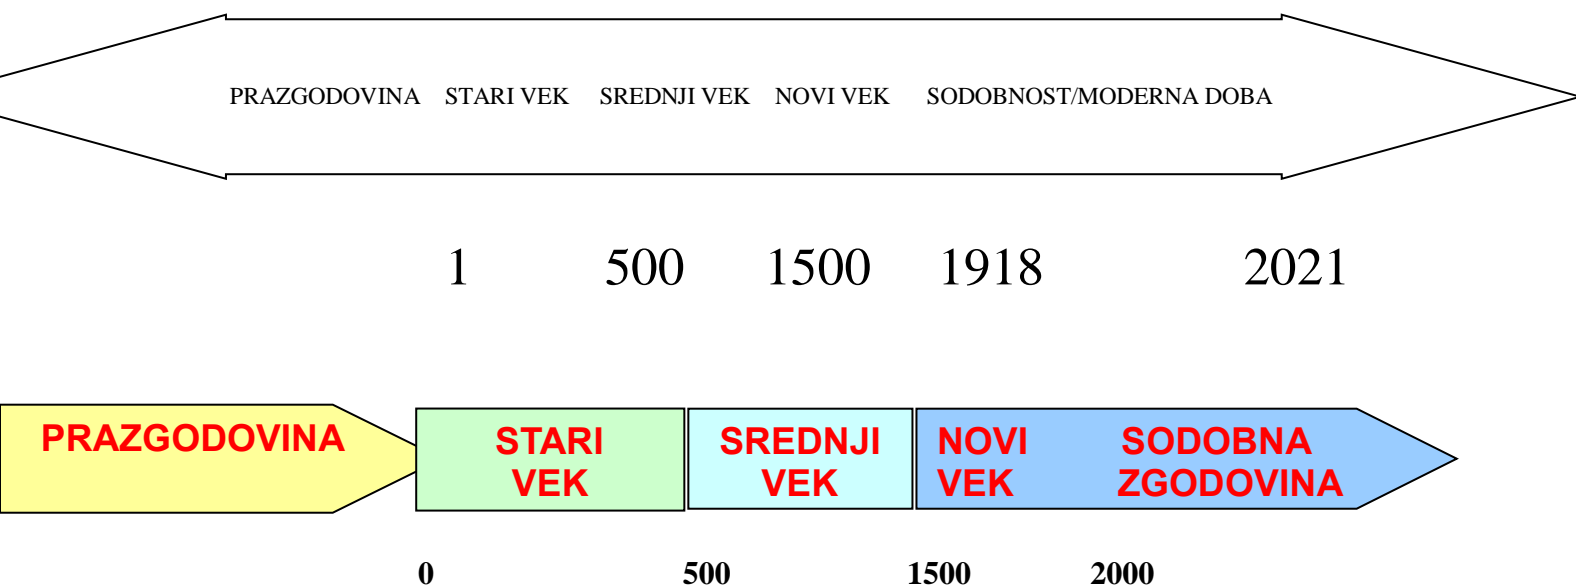 PRAZGODOVINA STARI VEK SREDNJI VEK NOVI VEK SODOBNOST/MODERNA DOBA
1 500 1500 1918 2021
PRAZGODOVINA STARI SREDNJI NOVI SODOBNA
VEK VEK VEK ZGODOVINA
0 500 1500 2000